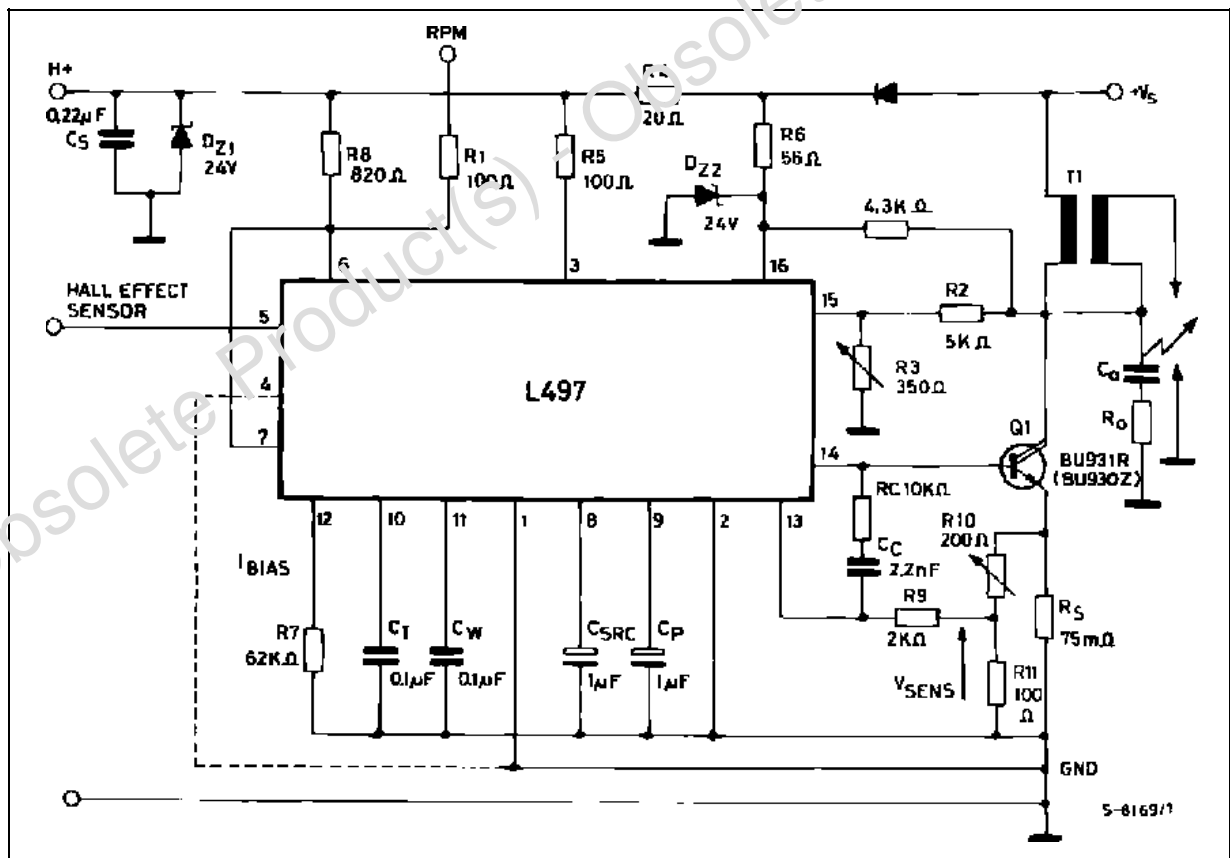 RPM
H+
0,22µF
CS
DZ1
24V
R8
820Ω
R1
100Ω
R5
100Ω
20Ω
R6
56Ω
+VS
DZ2
24V
4,3KΩ
T1
6
3
16
HALL EFFECT
SENSOR
5
15
R2
5KΩ
4
L497
R3
350Ω
Ca
7
Q1
Ra
14
BU931R
(BU930Z)
RC 10KΩ
12
10
11
1
8
9
2
13
R10
200Ω
IBIAS
CC
2,2nF
R9
2KΩ
RS
75mΩ
R7
62KΩ
CT
0.1µF
CW
0.1µF
CSRC
1µF
CP
1µF
VSENS
R11
100
Ω
GND
S-8169/1
Obsolete Product(s) - Obsolete